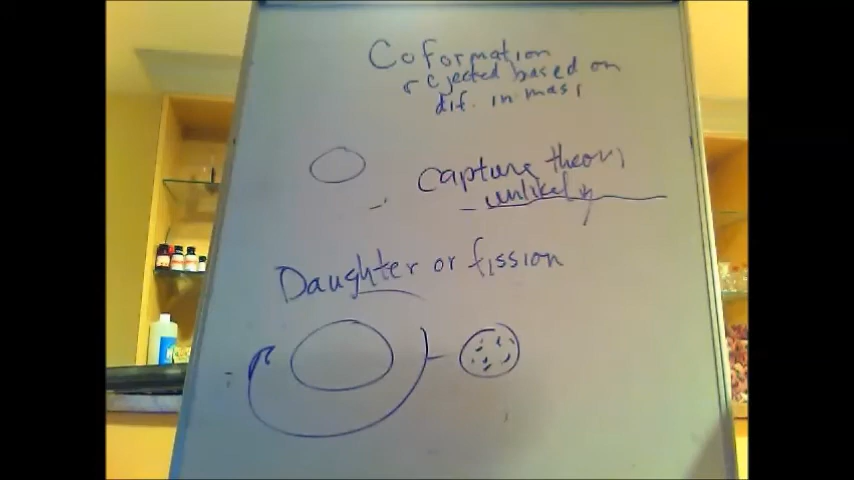 Coformation
rejected based on
dif. in mass
Capture theory
unlikely
Daughter or fission